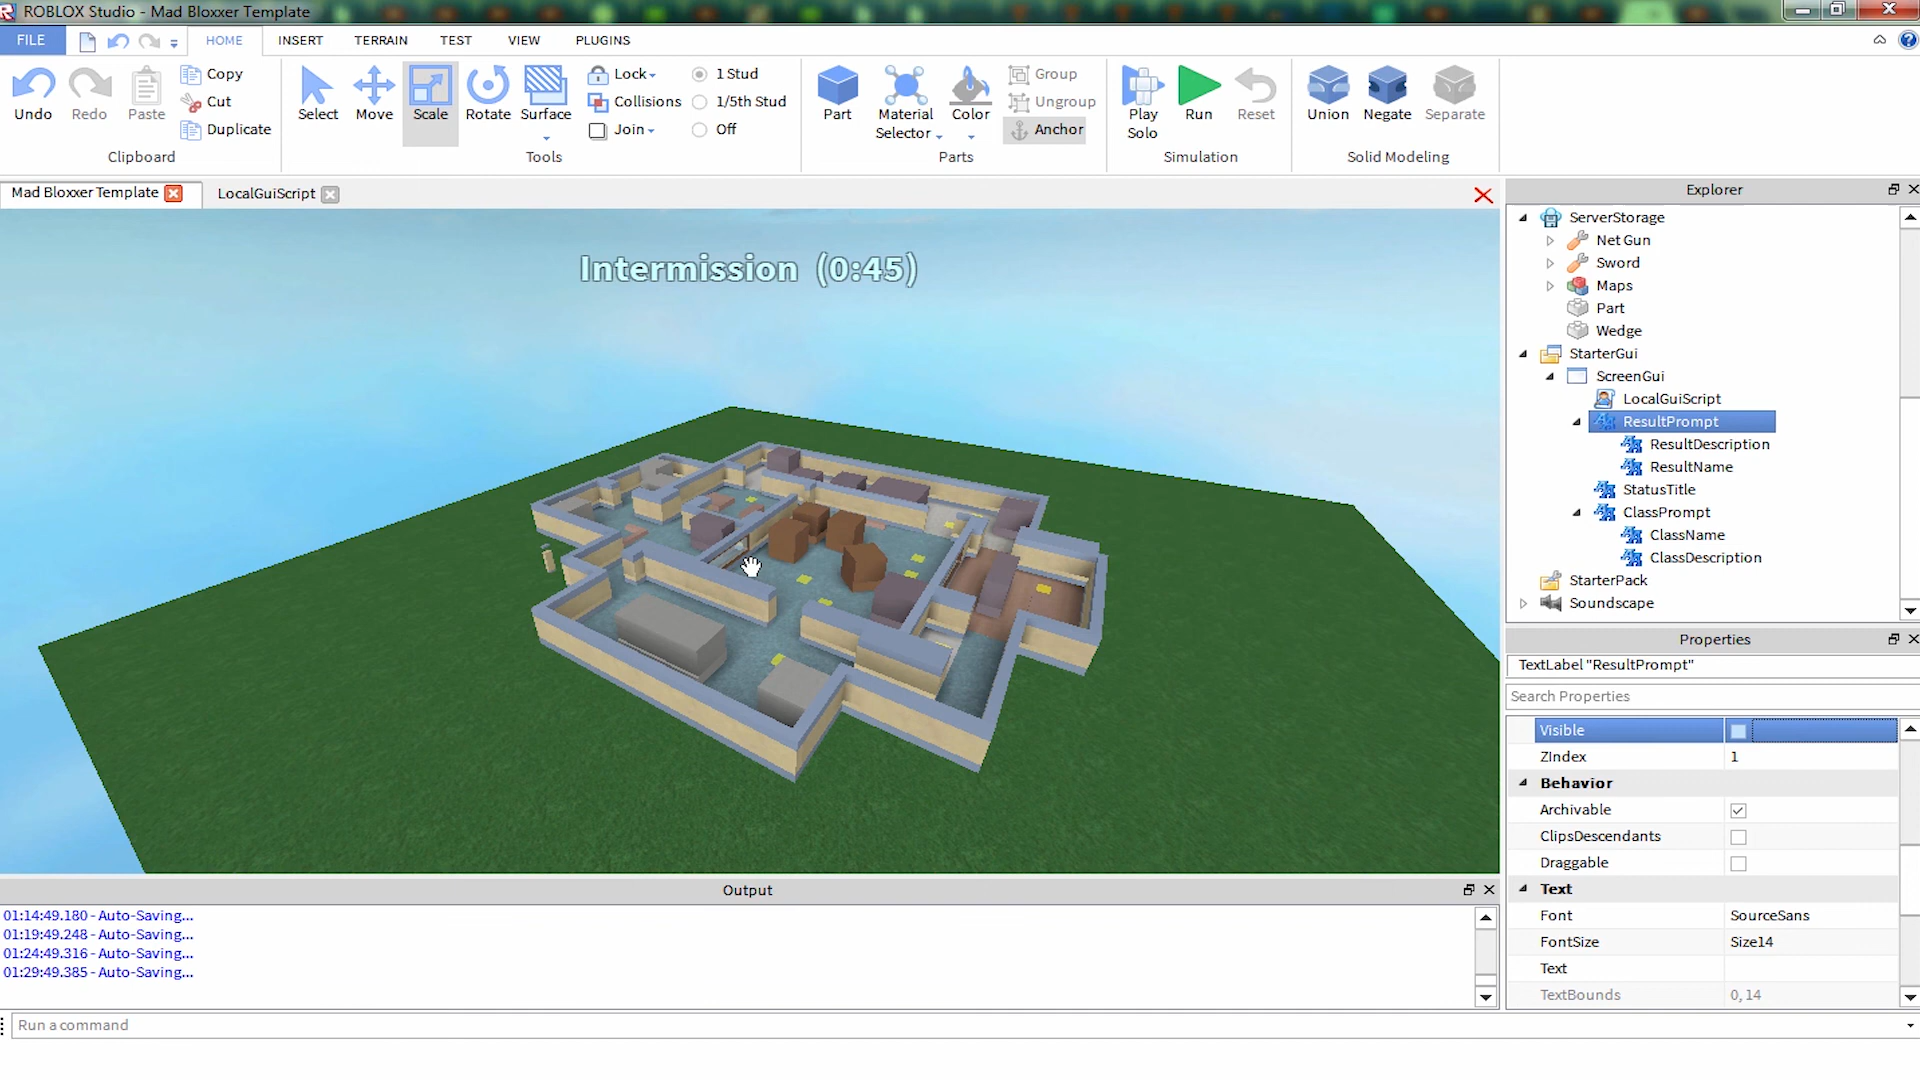 ROBLOX Studio - Mad Bloxxer Template
FILE
HOME
INSERT
TERRAIN
TEST
VIEW
PLUGINS
Undo
Redo
Paste
Copy
Cut
Duplicate
Clipboard
Select
Move
Scale
Rotate
Surface
Lock
Collisions
Join
1 Stud
1/5th Stud
Off
Tools
Part
Material
Selector
Color
Group
Ungroup
Anchor
Parts
Play
Solo
Run
Reset
Simulation
Union
Negate
Separate
Solid Modeling
Mad Bloxxer Template
LocalGuiScript
Intermission (0:45)
Explorer
ServerStorage
Net Gun
Sword
Maps
Part
Wedge
StarterGui
ScreenGui
LocalGuiScript
ResultPrompt
ResultDescription
ResultName
StatusTitle
ClassPrompt
ClassName
ClassDescription
StarterPack
Soundscape
Properties
TextLabel "ResultPrompt"
Search Properties
Visible
ZIndex 1
Behavior
Archivable
ClipsDescendants
Draggable
Text
Font SourceSans
FontSize Size14
Text
TextBounds 0, 14
Output
01:14:49.180 - Auto-Saving...
01:19:49.248 - Auto-Saving...
01:24:49.316 - Auto-Saving...
01:29:49.385 - Auto-Saving...
Run a command